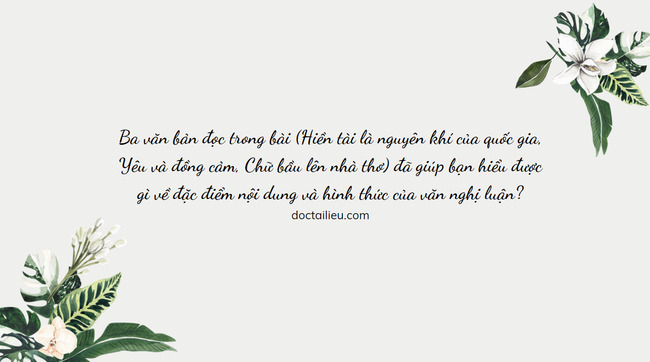 Ba văn bản đọc trong bài (Hiền tài là nguyên khí của quốc gia,
Yêu và đồng cảm, Chữ bầu lên nhà thơ) đã giúp bạn hiểu được
gì về đặc điểm nội dung và hình thức của văn nghị luận?
doctailieu.com